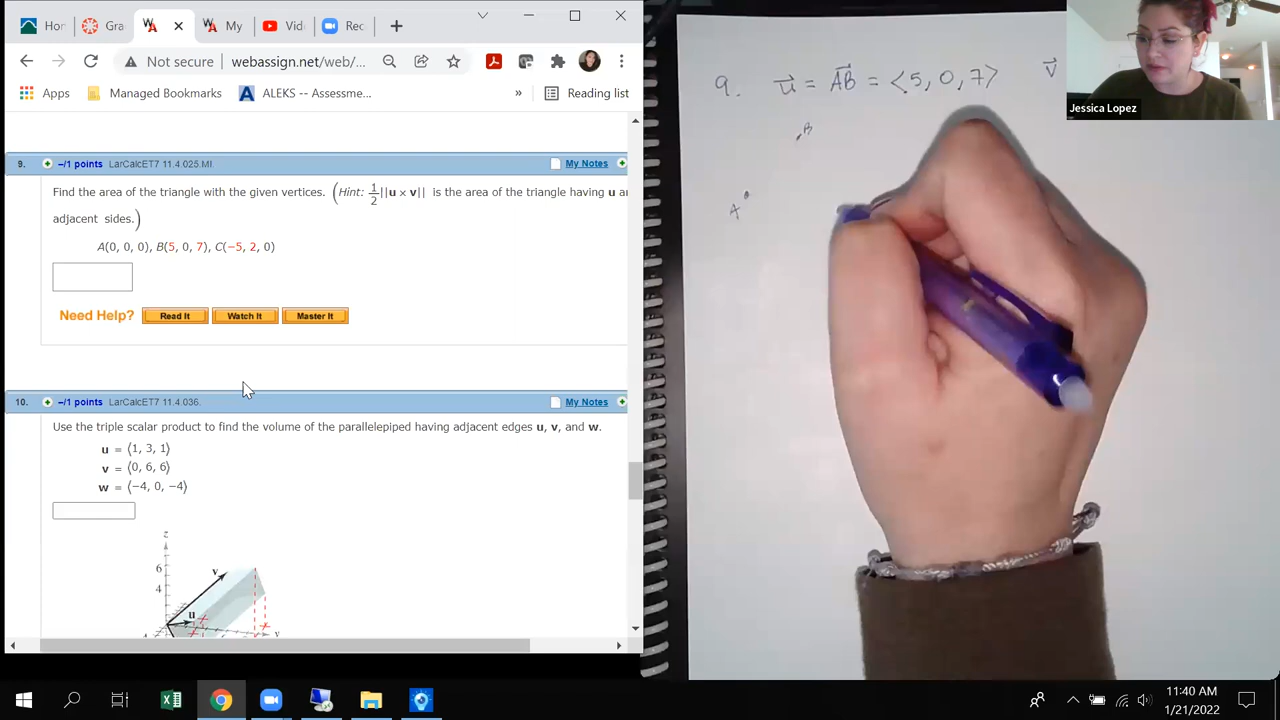 Hor
Gra
My
Vid
Rec
Not secure
webassign.net/web/...
Apps
Managed Bookmarks
ALEKS -- Assessme...
»
Reading list
9. –/1 points LarCalcET7 11.4.025.MI. My Notes
Find the area of the triangle with the given vertices. (Hint: 1/2 × v|| is the area of the triangle having u
adjacent sides.)
A(0, 0, 0), B(5, 0, 7), C(−5, 2, 0)
Need Help? Read It Watch It Master It
10. –/1 points LarCalcET7 11.4.036. My Notes
Use the triple scalar product to find the volume of the parallelepiped having adjacent edges u, v, and w.
u = ⟨1, 3, 1⟩
v = ⟨0, 6, 6⟩
w = ⟨−4, 0, −4⟩
z
6
v
4
u
y
9. u⃗ = A⃗B⃗ = ⟨5, 0, 7⟩ v⃗
B
A
Jessica Lopez
11:40 AM
1/21/2022